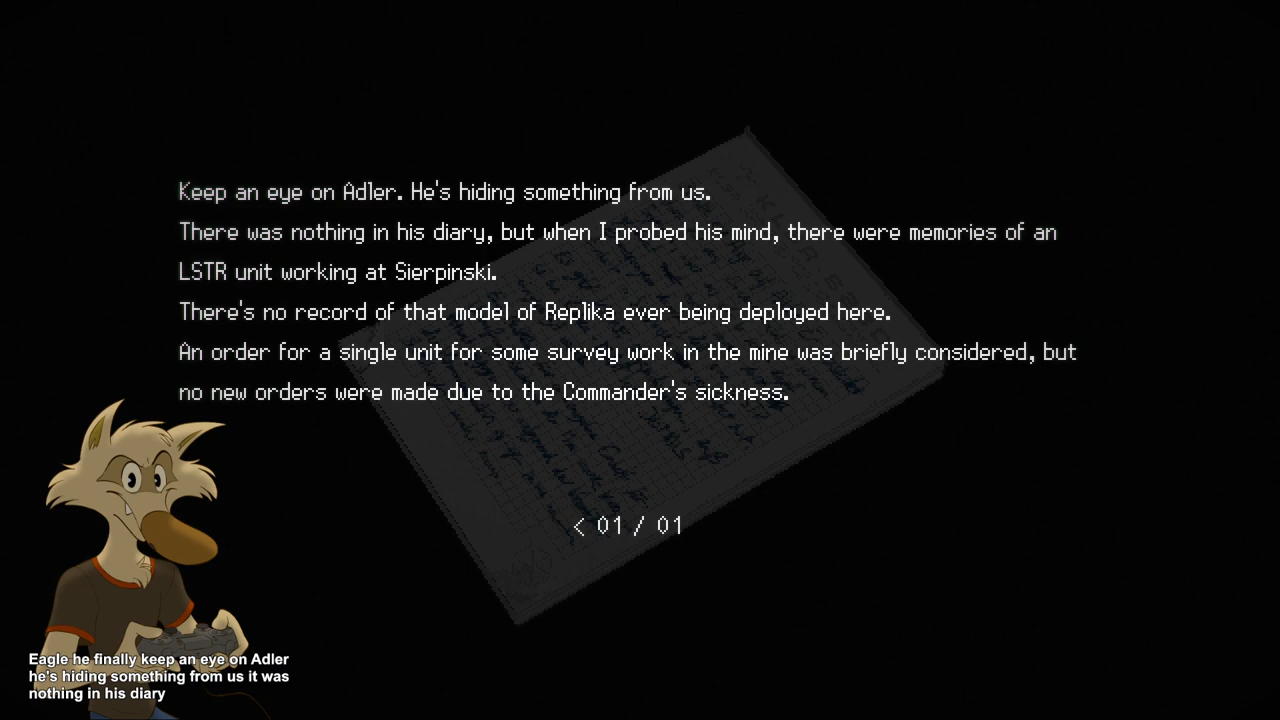 Keep an eye on Adler. He's hiding something from us.
There was nothing in his diary, but when I probed his mind, there were memories of an
LSTR unit working at Sierpinski.
There's no record of that model of Replika ever being deployed here.
An order for a single unit for some survey work in the mine was briefly considered, but
no new orders were made due to the Commander's sickness.
< 01 / 01
Eagle he finally keep an eye on Adler
he's hiding something from us it was
nothing in his diary